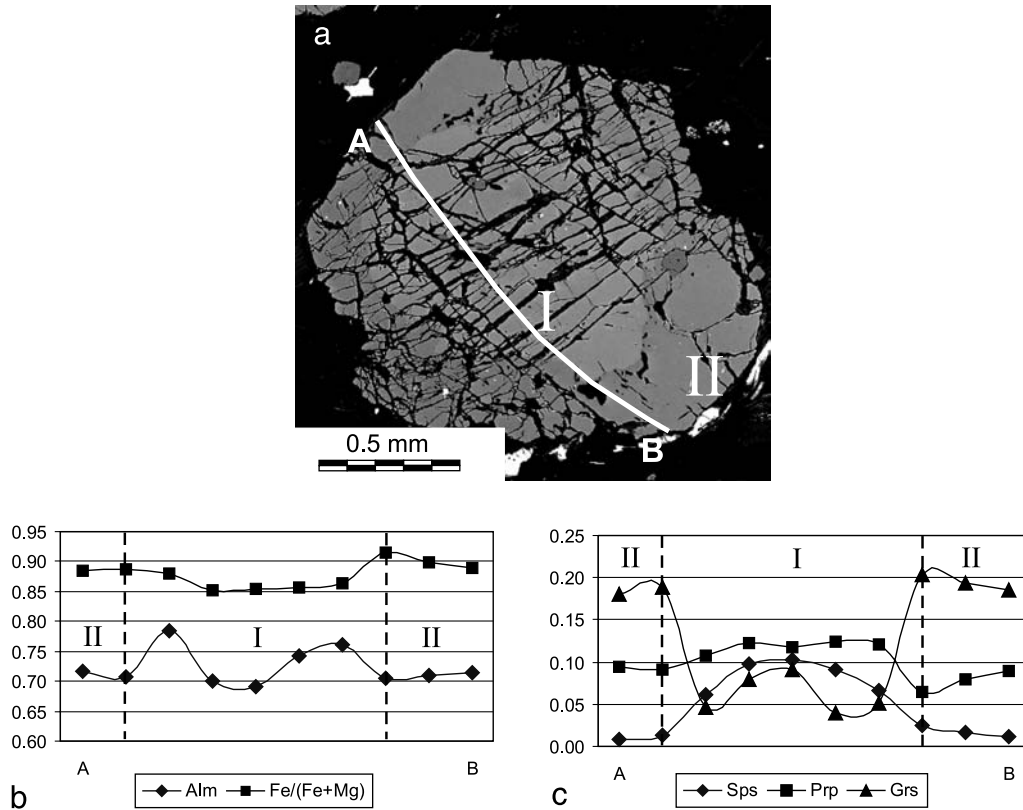 a
A
I
II
B
0.5 mm
0.95
0.90
0.85
0.80
0.75
0.70
0.65
0.60
II
I
II
A
B
b
Alm
Fe/(Fe+Mg)
0.25
0.20
0.15
0.10
0.05
0.00
II
I
II
A
B
c
Sps
Prp
Grs